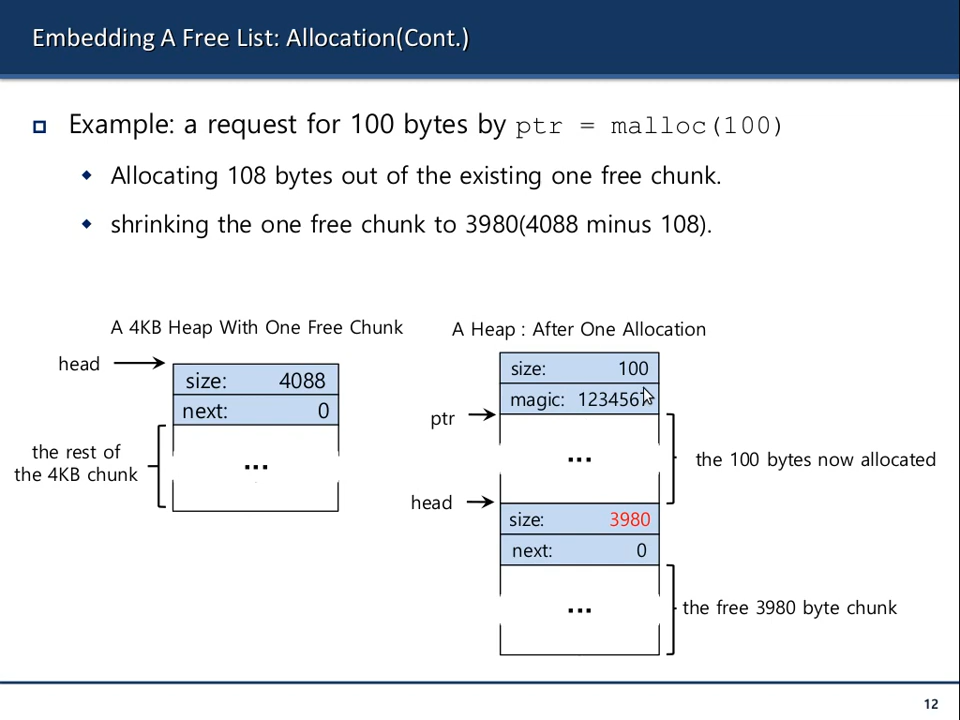 Embedding A Free List: Allocation(Cont.)
Example: a request for 100 bytes by ptr = malloc(100)
Allocating 108 bytes out of the existing one free chunk.
shrinking the one free chunk to 3980(4088 minus 108).
A 4KB Heap With One Free Chunk
head
size: 4088
next: 0
the rest of
the 4KB chunk
...
A Heap : After One Allocation
size: 100
magic: 1234567
ptr
...
the 100 bytes now allocated
head
size: 3980
next: 0
...
the free 3980 byte chunk
12